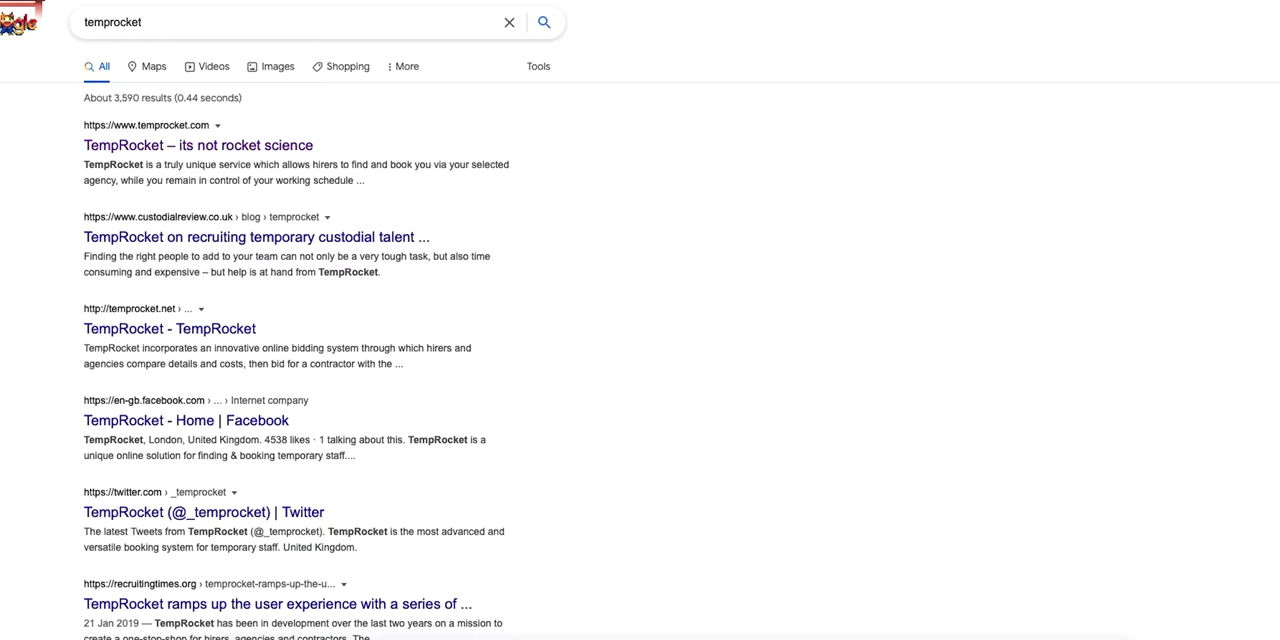 temprocket
All Maps Videos Images Shopping More Tools
About 3,590 results (0.44 seconds)
https://www.temprocket.com
TempRocket – its not rocket science
TempRocket is a truly unique service which allows hirers to find and book you via your selected
agency, while you remain in control of your working schedule ...
https://www.custodialreview.co.uk › blog › temprocket
TempRocket on recruiting temporary custodial talent ...
Finding the right people to add to your team can not only be a very tough task, but also time
consuming and expensive – but help is at hand from TempRocket.
http://temprocket.net › ...
TempRocket - TempRocket
TempRocket incorporates an innovative online bidding system through which hirers and
agencies compare details and costs, then bid for a contractor with the ...
https://en-gb.facebook.com › ... › Internet company
TempRocket - Home | Facebook
TempRocket, London, United Kingdom. 4538 likes · 1 talking about this. TempRocket is a
unique online solution for finding & booking temporary staff....
https://twitter.com › _temprocket
TempRocket (@_temprocket) | Twitter
The latest Tweets from TempRocket (@_temprocket). TempRocket is the most advanced and
versatile booking system for temporary staff. United Kingdom.
https://recruitingtimes.org › temprocket-ramps-up-the-u...
TempRocket ramps up the user experience with a series of ...
21 Jan 2019 — TempRocket has been in development over the last two years on a mission to
create a one-stop-shop for hirers, agencies and contractors. The